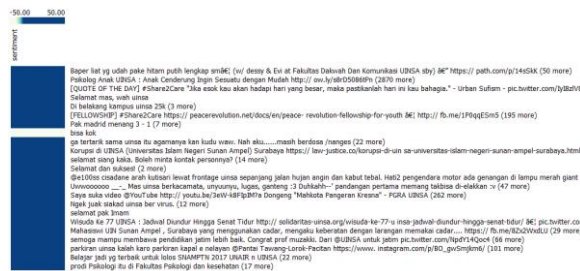 -50.00 50.00
sentiment
Baper liat yg udah pake hitam putih lengkap smâ€¦ (w/ dessy & Evi at Fakultas Dakwah Dan Komunikasi UINSA sby) â€” https:// path.com/p/14sSkK (50 more)
Psikolog Anak UINSA : Anak Cenderung Ingin Sesuatu dengan Mudah http:// ow.ly/s8rD5086tPn (2870 more)
[QUOTE OF THE DAY] #Share2Care "Jika esok kau akan hadapi hari yang besar, maka pastikanlah hari ini kau bahagia." - Urban Sufism - pic.twitter.com/
Selamat mas, wah uinsa
Di belakang kampus uinsa 25k (3 more)
[FELLOWSHIP] #Share2Care https:// peacerevolution.net/docs/en/peace- revolution-fellowship-for-youth â€¦ http:// fb.me/1P0qqESm5 (195 more)
Pak madrid menang 3 - 1 (7 more)
bisa kok
ga tertarik sama uinsa itu agamanya kan kudu waw. Nah aku......masih berdosa /nanges (22 more)
Korupsi di UINSA (Universitas Islam Negeri Sunan Ampel) Surabaya https:// law-justice.co/korupsi-di-uin sa-universitas-islam-negeri-sunan-ampel-surabaya.html
selamat siang kaka. Boleh minta kontak personnya? (14 more)
Selamat dan sukses! (2 more)
@e100ss cisadane arah kutisari lewat frontage uinsa sepanjang jalan hujan angin dan kabut tebal. Hati2 pengendara motor ada genangan di lampu merah giant
Uwwoooooo __-_ Mas uinsa berkacamata, unyuunyu, lugas, ganteng :3 Duhkahh--' pandangan pertama memang takbisa di-elakkan :v (47 more)
Saya suka video @YouTube http:// youtu.be/3eW-k8FJpIM?a Dongeng "Mahkota Pangeran Kresna" - PGRA UINSA (262 more)
Ngek juak siakad uinsa ber virus. (12 more)
selamat pak Imam
Wisuda Ke 77 UINSA : Jadwal Diundur Hingga Senat Tidur http:// solidaritas-uinsa.org/wisuda-ke-77-u insa-jadwal-diundur-hingga-senat-tidur/ â€¦ pic.twitter.co
Mahasiswi UIN Sunan Ampel , Surabaya yang menggunakan cadar, mengaku keberatan dengan larangan memakai cadar.... https:// fb.me/8Zx2WxdLU (29 more)
semoga mampu membawa pendidikan jatim lebih baik. Congrat prof muzakki. Dari @UINSA untuk jatim pic.twitter.com/NpdY14Qoc4 (66 more)
parkiran uinsa kalah karo parkiran kapal e nelayan @Pantai Tawang-Lorok-Pacitan https:// www.instagram.com/p/BO_gwSmjkm6/ (101 more)
Belajar jadi yg terbaik untuk lolos SNAMPTN 2017 UNAIR n UINSA (22 more)
prodi Psikologi itu di Fakultas Psikologi dan kesehatan (17 more)